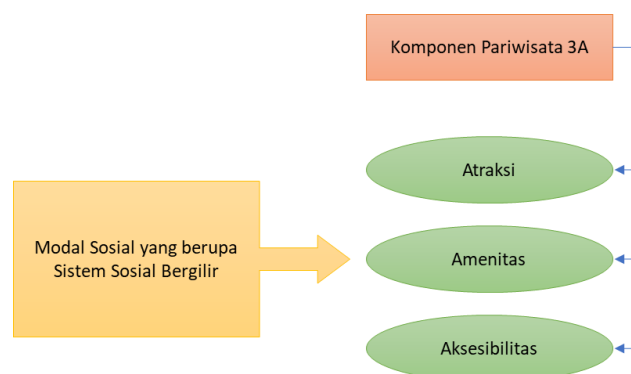 Komponen Pariwisata 3A
Atraksi
Modal Sosial yang berupa
Sistem Sosial Bergilir
Amenitas
Aksesibilitas